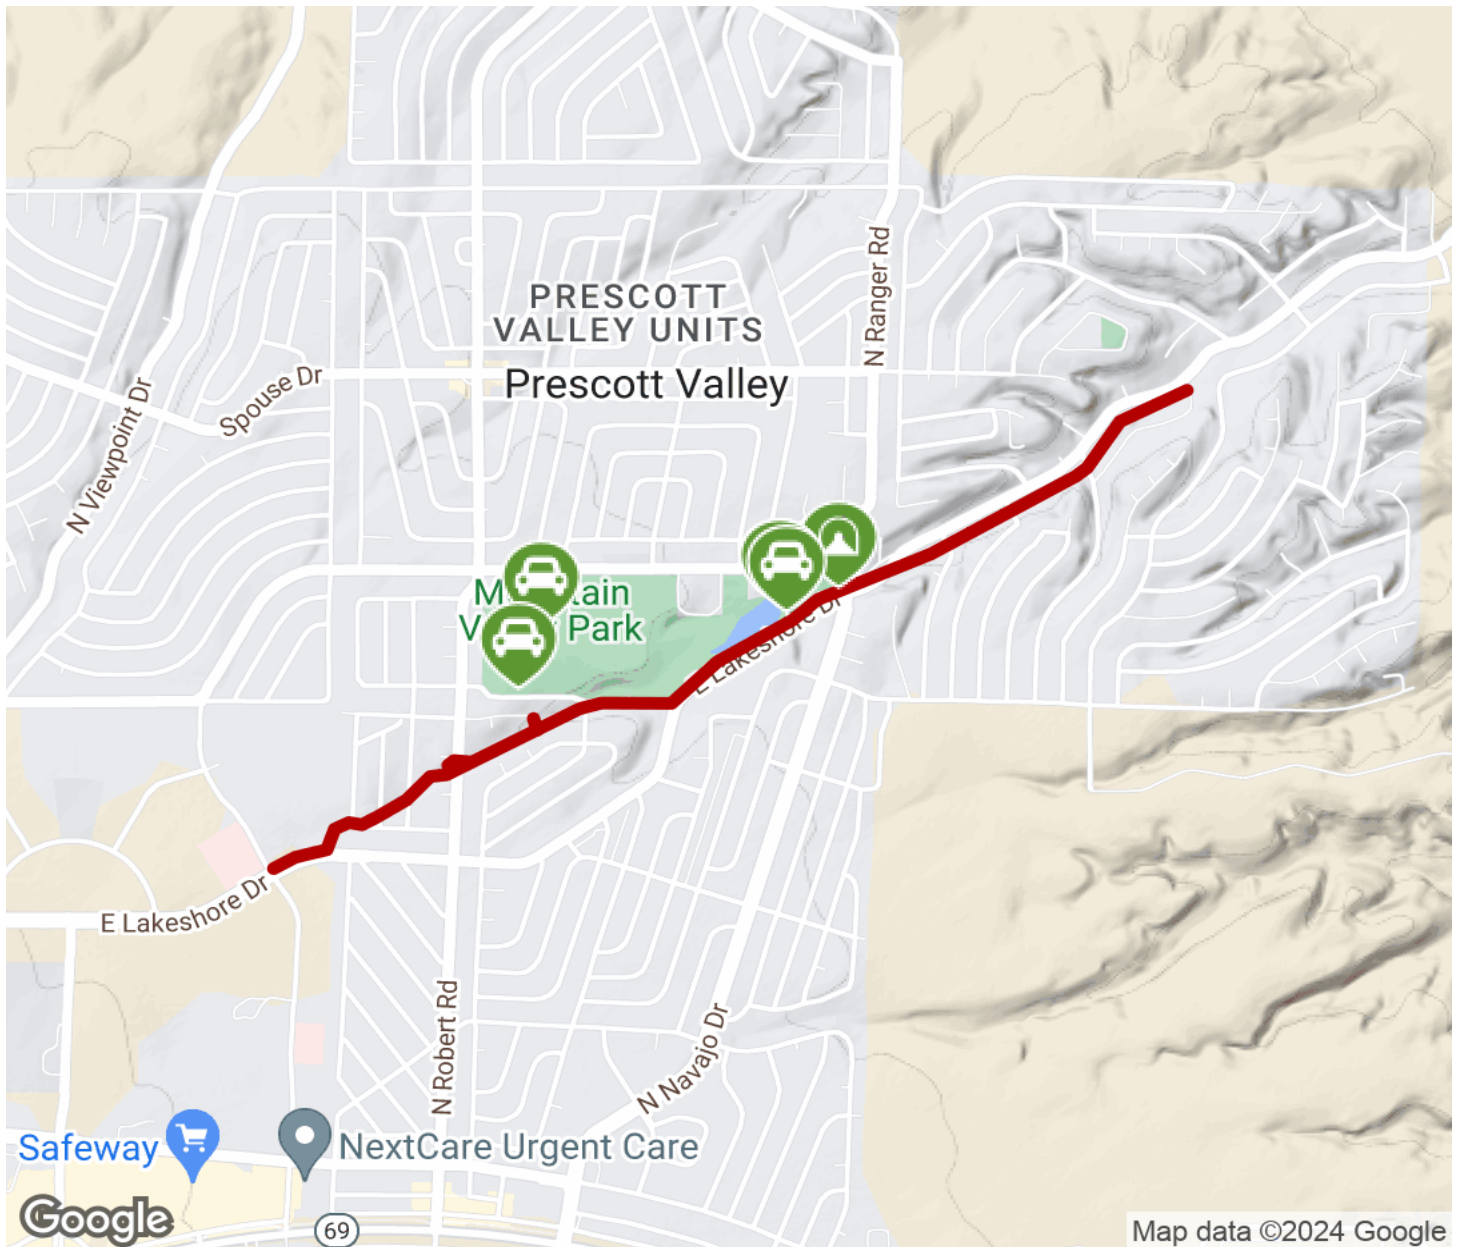 N Ranger Rd
PRESCOTT
VALLEY UNITS
Prescott Valley
Spouse Dr
N Viewpoint Dr
Park
E Lakeshore Dr
E Lakeshore Dr
N Robert Rd
N Navajo Dr
Safeway
NextCare Urgent Care
69
Google
Map data ©2024 Google